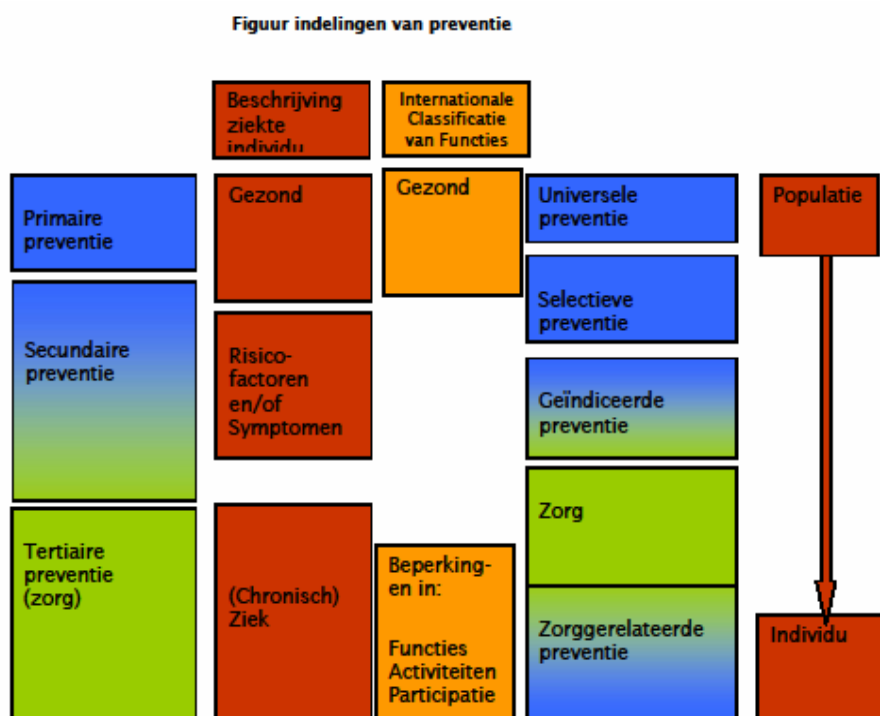 Figuur indelingen van preventie
Beschrijving
ziekte
individu
Internationale
Classificatie
van Functies
Primaire
preventie
Secundaire
preventie
Tertiaire
preventie
(zorg)
Gezond
Risico-
factoren
en/of
Symptomen
(Chronisch)
Ziek
Gezond
Beperking-
en in:
Functies
Activiteiten
Participatie
Universele
preventie
Selectieve
preventie
Geïndiceerde
preventie
Zorg
Zorggerelateerde
preventie
Populatie
Individu